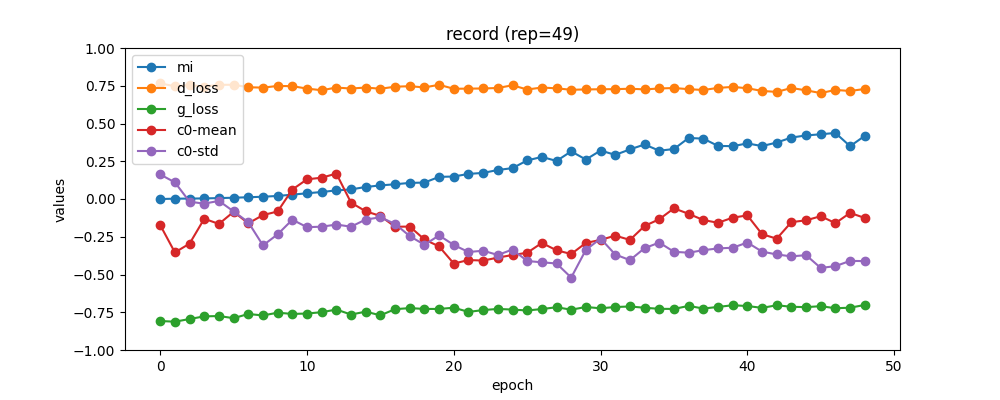 record (rep=49)
1.00
0.75
0.50
0.25
0.00
−0.25
−0.50
−0.75
−1.00
values
mi
d_loss
g_loss
c0-mean
c0-std
0 10 20 30 40 50
epoch